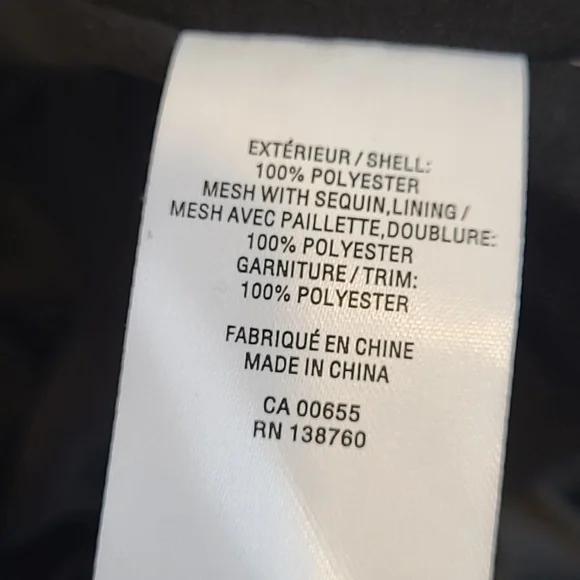 EXTÉRIEUR / SHELL:
100% POLYESTER
MESH WITH SEQUIN,LINING /
MESH AVEC PAILLETTE,DOUBLURE:
100% POLYESTER
GARNITURE / TRIM:
100% POLYESTER
FABRIQUÉ EN CHINE
MADE IN CHINA
CA 00655
RN 138760